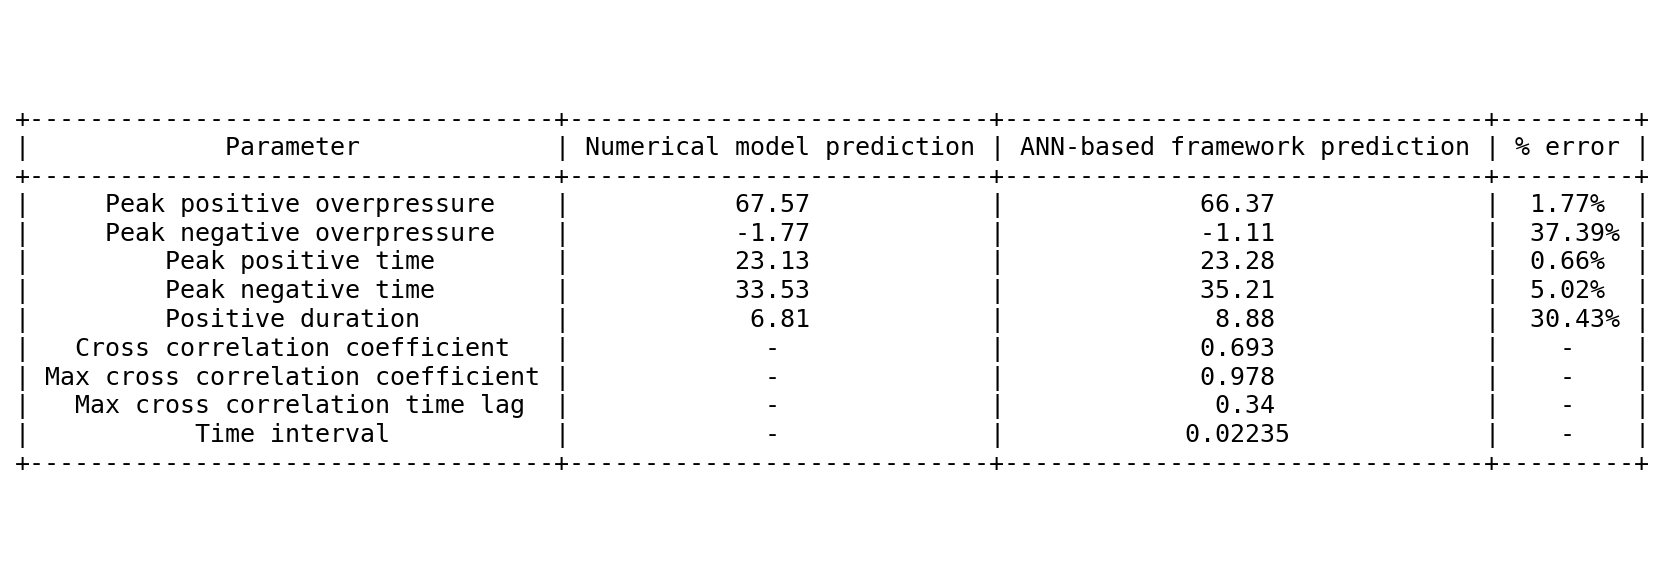 +-----------------------------------+----------------------------+--------------------------------+---------+
|             Parameter             | Numerical model prediction | ANN-based framework prediction | % error |
+-----------------------------------+----------------------------+--------------------------------+---------+
|     Peak positive overpressure    |           67.57            |             66.37              |  1.77%  |
|     Peak negative overpressure    |           -1.77            |             -1.11              |  37.39% |
|         Peak positive time        |           23.13            |             23.28              |  0.66%  |
|         Peak negative time        |           33.53            |             35.21              |  5.02%  |
|         Positive duration         |            6.81            |              8.88              |  30.43% |
|   Cross correlation coefficient   |             -              |             0.693              |    -    |
| Max cross correlation coefficient |             -              |             0.978              |    -    |
|   Max cross correlation time lag  |             -              |              0.34              |    -    |
|           Time interval           |             -              |            0.02235             |    -    |
+-----------------------------------+----------------------------+--------------------------------+---------+